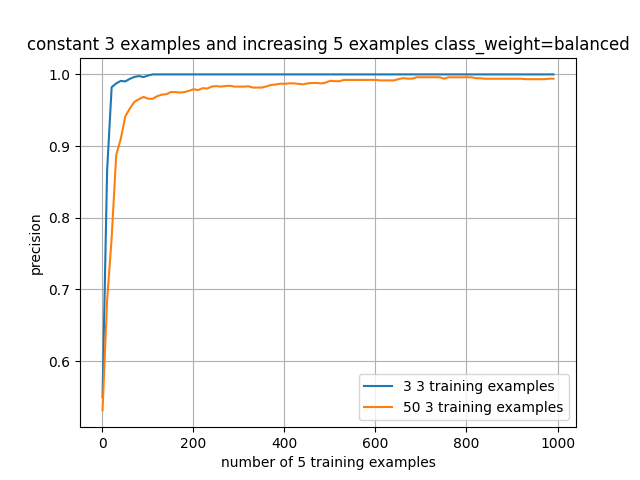 constant 3 examples and increasing 5 examples class_weight=balanced
1.0
0.9
0.8
0.7
0.6
precision
0
200
400
600
800
1000
number of 5 training examples
3 3 training examples
50 3 training examples